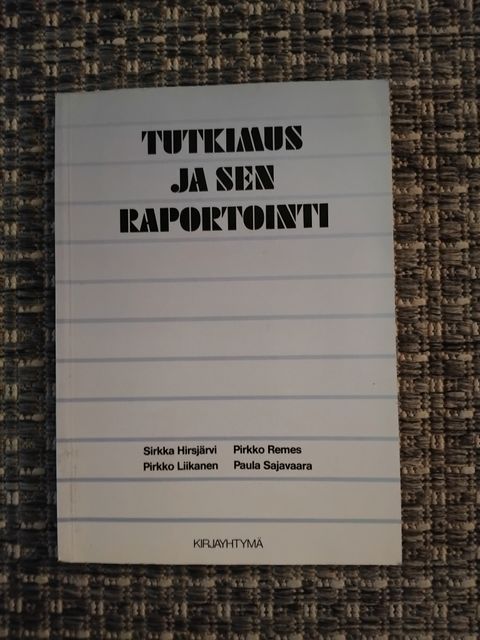 TUTKIMUS
JA SEN
RAPORTOINTI
Sirkka Hirsjärvi Pirkko Remes
Pirkko Liikanen Paula Sajavaara
KIRJAYHTYMÄ